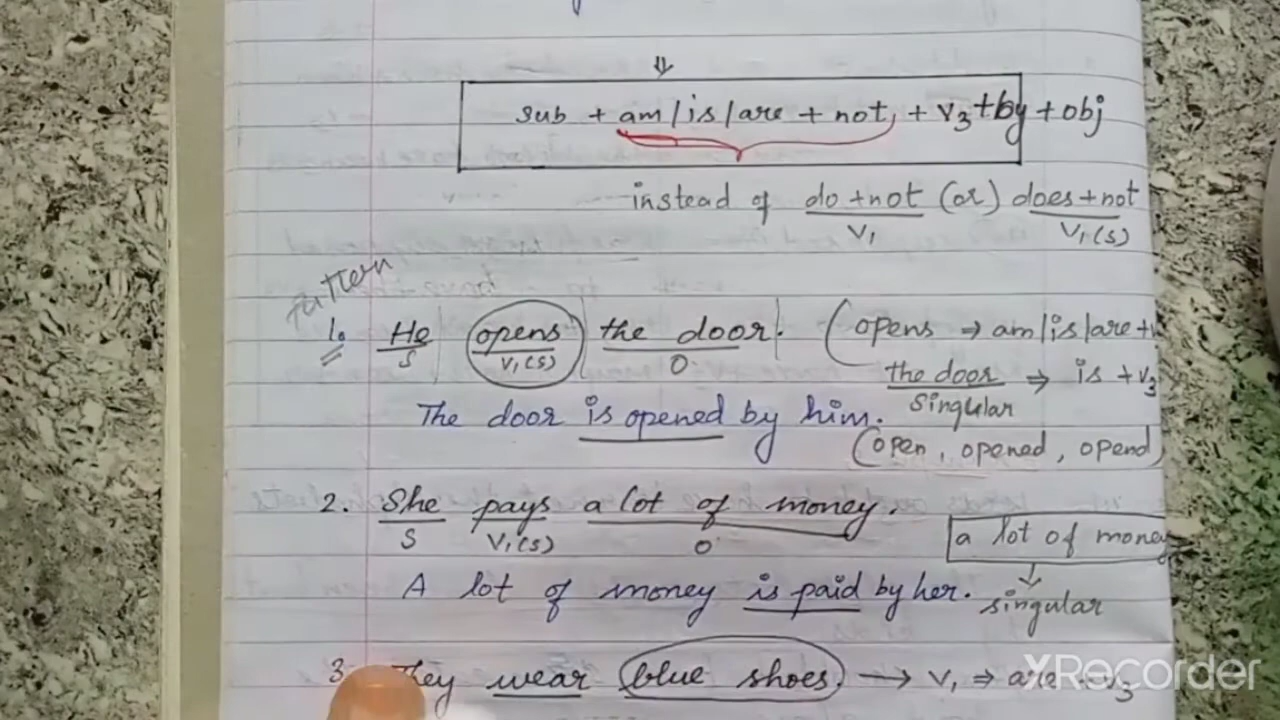 ⇓
sub + am/is/are + not, + V3 + by + obj
instead of do + not (or) does + not
V1 V1(s)
Pattern
1. He opens the door. (opens ⇒ am/is/are +
S V1(s) O
the door ⇒ is + V3
singular
The door is opened by him.
(open, opened, opend)
2. She pays a lot of money.
S V1(s) O
a lot of money
A lot of money is paid by her. singular
3. They wear blue shoes. → V1 ⇒ are + V3
XRecorder